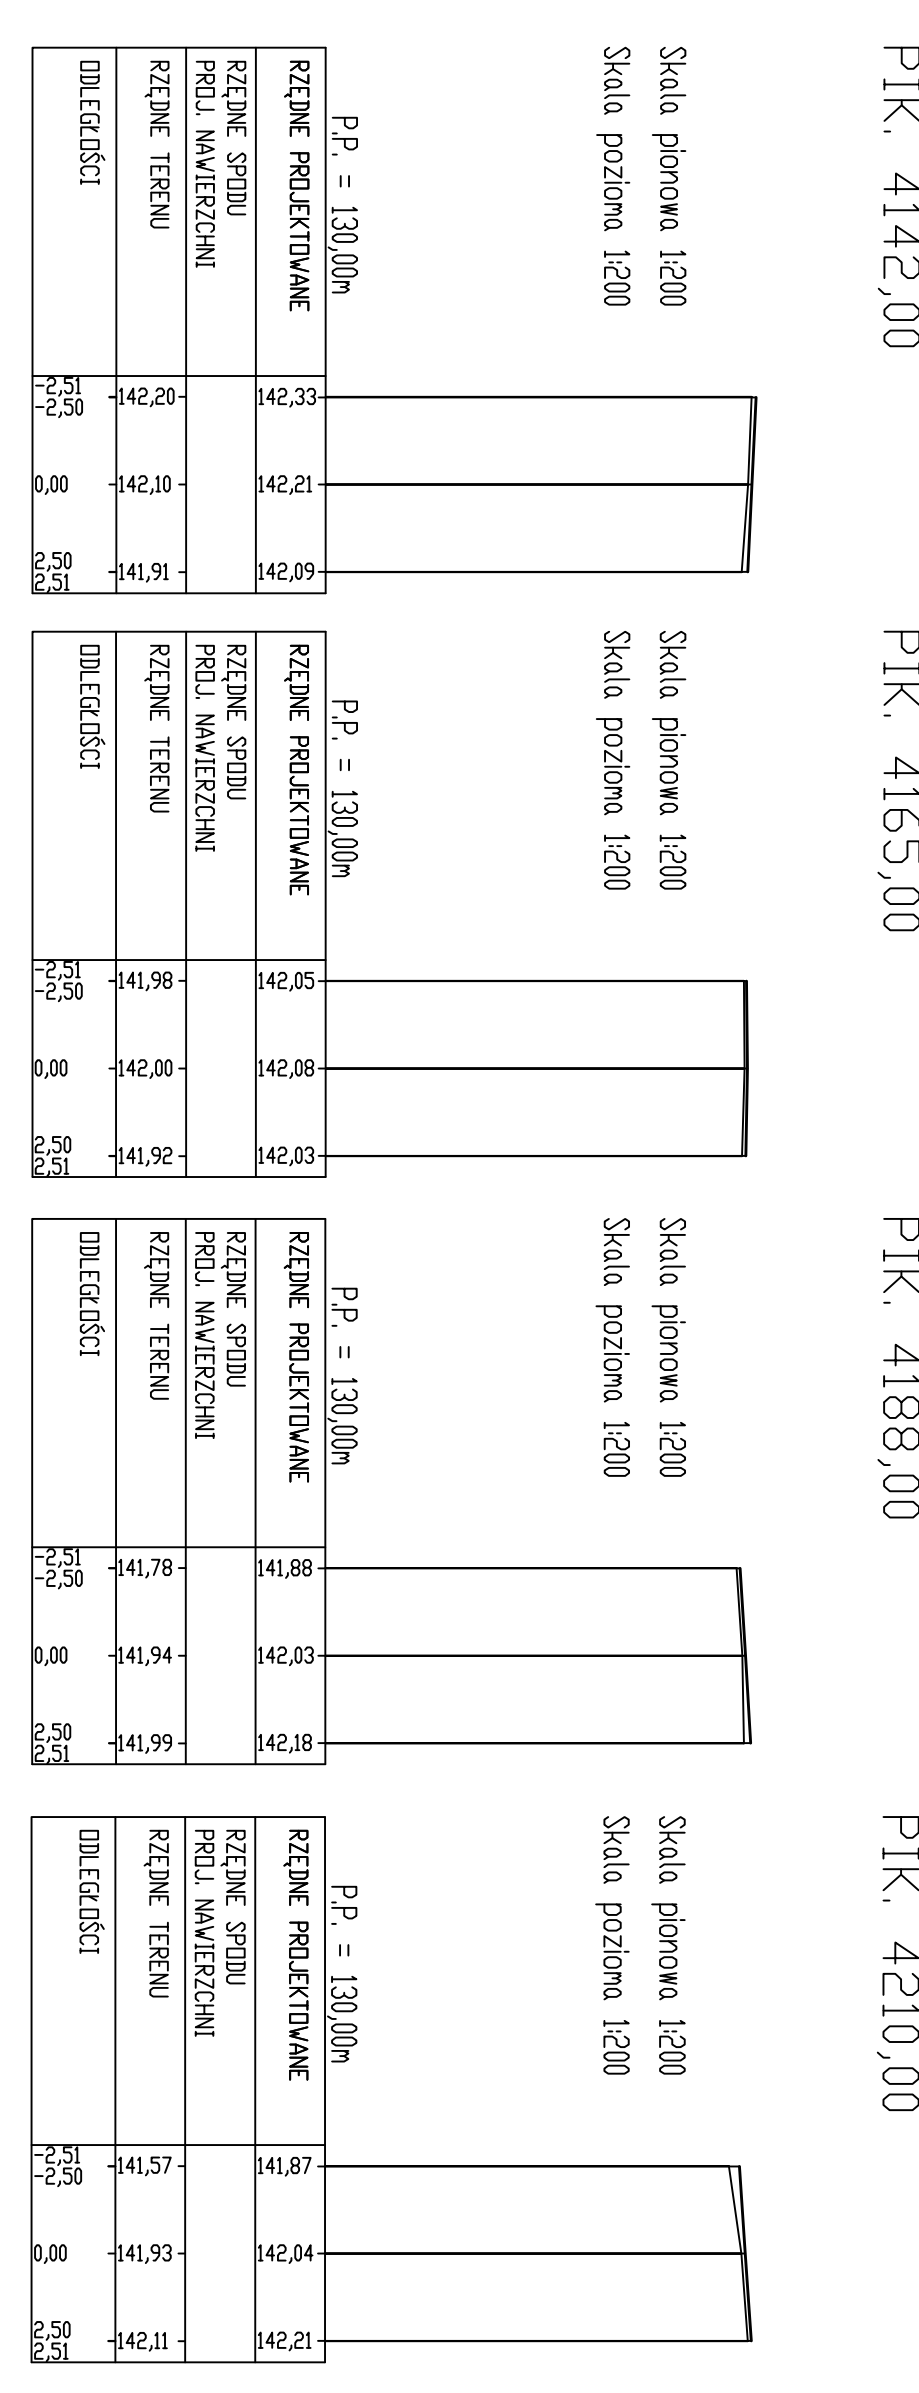 PIK. 4142,00
Skala pionowa 1:200
Skala pozioma 1:200
P.P. = 130,00m
RZĘDNE PROJEKTOWANE 142,33 142,21 142,09
RZĘDNE SPODU
PROJ. NAWIERZCHNI
RZĘDNE TERENU 142,20 142,10 141,91
ODLEGŁOŚCI
-2,51
-2,50
0,00
2,50
2,51
PIK. 4165,00
Skala pionowa 1:200
Skala pozioma 1:200
P.P. = 130,00m
RZĘDNE PROJEKTOWANE 142,05 142,08 142,03
RZĘDNE SPODU
PROJ. NAWIERZCHNI
RZĘDNE TERENU 141,98 142,00 141,92
ODLEGŁOŚCI
-2,51
-2,50
0,00
2,50
2,51
PIK. 4188,00
Skala pionowa 1:200
Skala pozioma 1:200
P.P. = 130,00m
RZĘDNE PROJEKTOWANE 141,88 142,03 142,18
RZĘDNE SPODU
PROJ. NAWIERZCHNI
RZĘDNE TERENU 141,78 141,94 141,99
ODLEGŁOŚCI
-2,51
-2,50
0,00
2,50
2,51
PIK. 4210,00
Skala pionowa 1:200
Skala pozioma 1:200
P.P. = 130,00m
RZĘDNE PROJEKTOWANE 141,87 142,04 142,21
RZĘDNE SPODU
PROJ. NAWIERZCHNI
RZĘDNE TERENU 141,57 141,93 142,11
ODLEGŁOŚCI
-2,51
-2,50
0,00
2,50
2,51